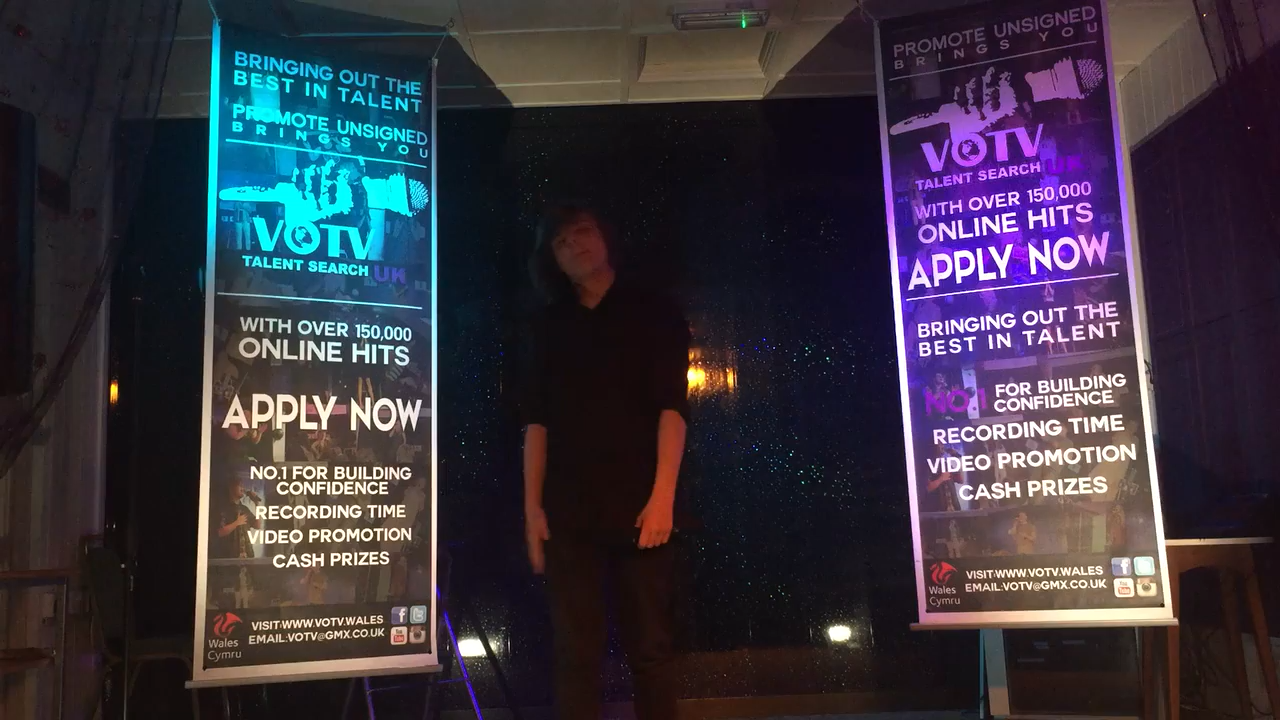 BRINGING OUT THE
BEST IN TALENT
PROMOTE UNSIGNED
BRINGS YOU
VOTV
TALENT SEARCH UK
WITH OVER 150,000
ONLINE HITS
APPLY NOW
NO.1 FOR BUILDING
CONFIDENCE
RECORDING TIME
VIDEO PROMOTION
CASH PRIZES
VISIT:WWW.VOTV.WALES
EMAIL:VOTV@GMX.CO.UK
Wales
Cymru
PROMOTE UNSIGNED
BRINGS YOU
VOTV
TALENT SEARCH UK
WITH OVER 150,000
ONLINE HITS
APPLY NOW
BRINGING OUT THE
BEST IN TALENT
NO.1 FOR BUILDING
CONFIDENCE
RECORDING TIME
VIDEO PROMOTION
CASH PRIZES
VISIT:WWW.VOTV.WALES
EMAIL:VOTV@GMX.CO.UK
Wales
Cymru